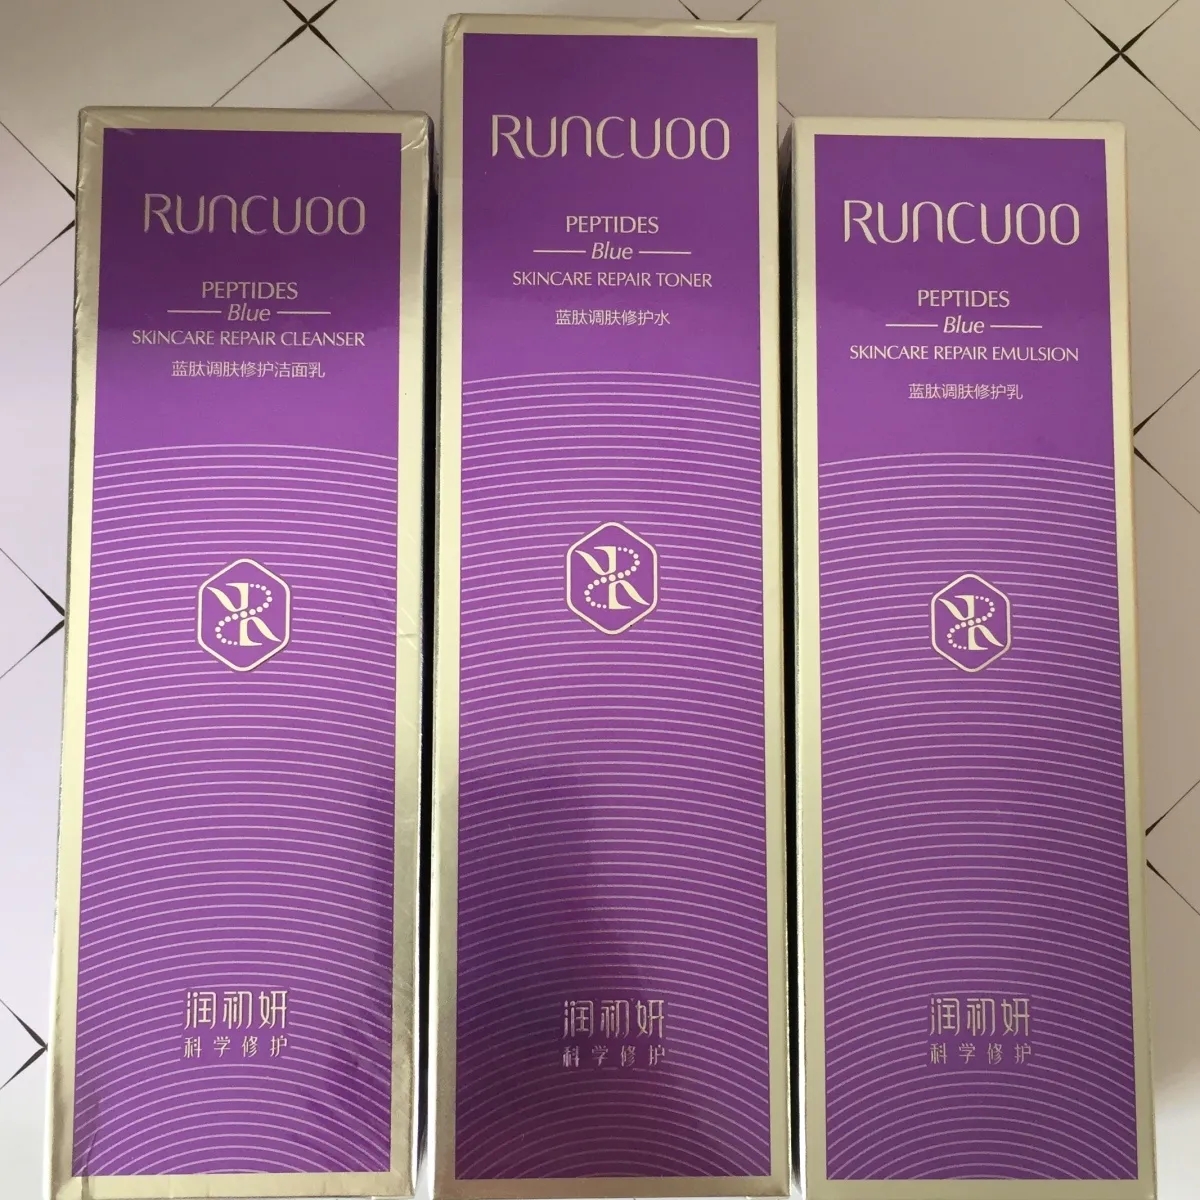 RUNCUOO
PEPTIDES
Blue
SKINCARE REPAIR CLEANSER
蓝肽调肤修护洁面乳
润初妍
科学修护
RUNCUOO
PEPTIDES
Blue
SKINCARE REPAIR TONER
蓝肽调肤修护水
润初妍
科学修护
RUNCUOO
PEPTIDES
Blue
SKINCARE REPAIR EMULSION
蓝肽调肤修护乳
润初妍
科学修护